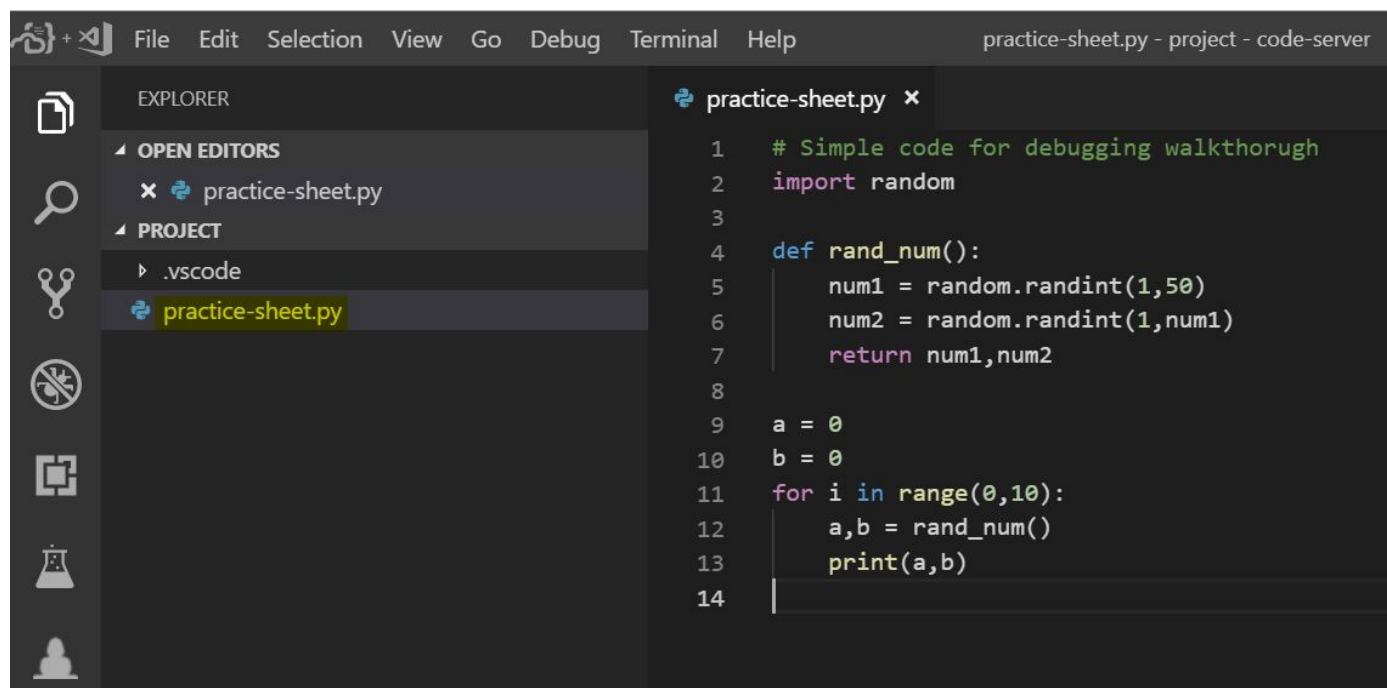 File Edit Selection View Go Debug Terminal Help practice-sheet.py - project - code-server
EXPLORER
OPEN EDITORS
practice-sheet.py
PROJECT
.vscode
practice-sheet.py
practice-sheet.py
1 # Simple code for debugging walkthorugh
2 import random
3
4 def rand_num():
5     num1 = random.randint(1,50)
6     num2 = random.randint(1,num1)
7     return num1,num2
8
9 a = 0
10 b = 0
11 for i in range(0,10):
12     a,b = rand_num()
13     print(a,b)
14